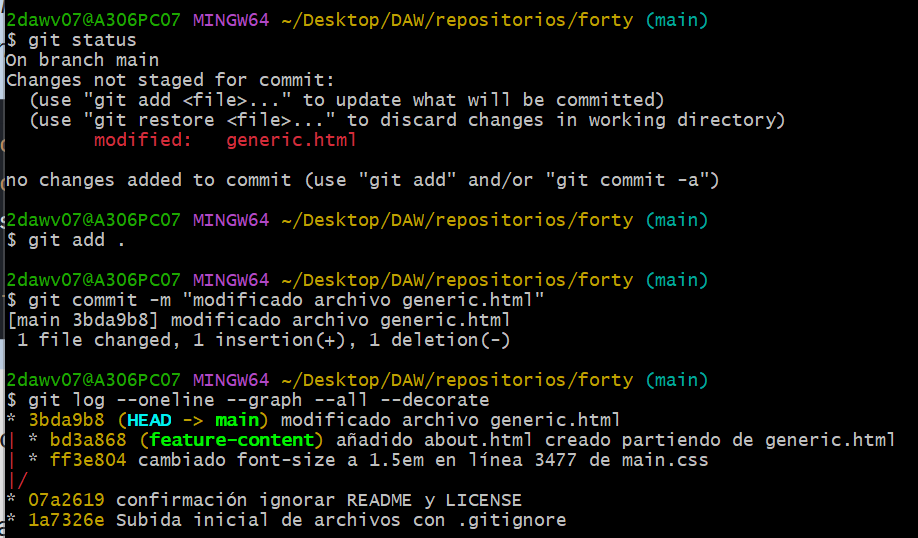 2dawv07@A306PC07 MINGW64 ~/Desktop/DAW/repositorios/forty (main)
$ git status
On branch main
Changes not staged for commit:
  (use "git add <file>..." to update what will be committed)
  (use "git restore <file>..." to discard changes in working directory)
        modified:   generic.html

no changes added to commit (use "git add" and/or "git commit -a")

2dawv07@A306PC07 MINGW64 ~/Desktop/DAW/repositorios/forty (main)
$ git add .

2dawv07@A306PC07 MINGW64 ~/Desktop/DAW/repositorios/forty (main)
$ git commit -m "modificado archivo generic.html"
[main 3bda9b8] modificado archivo generic.html
 1 file changed, 1 insertion(+), 1 deletion(-)

2dawv07@A306PC07 MINGW64 ~/Desktop/DAW/repositorios/forty (main)
$ git log --oneline --graph --all --decorate
* 3bda9b8 (HEAD -> main) modificado archivo generic.html
| * bd3a868 (feature-content) añadido about.html creado partiendo de generic.html
| * ff3e804 cambiado font-size a 1.5em en línea 3477 de main.css
|/
* 07a2619 confirmación ignorar README y LICENSE
* 1a7326e Subida inicial de archivos con .gitignore